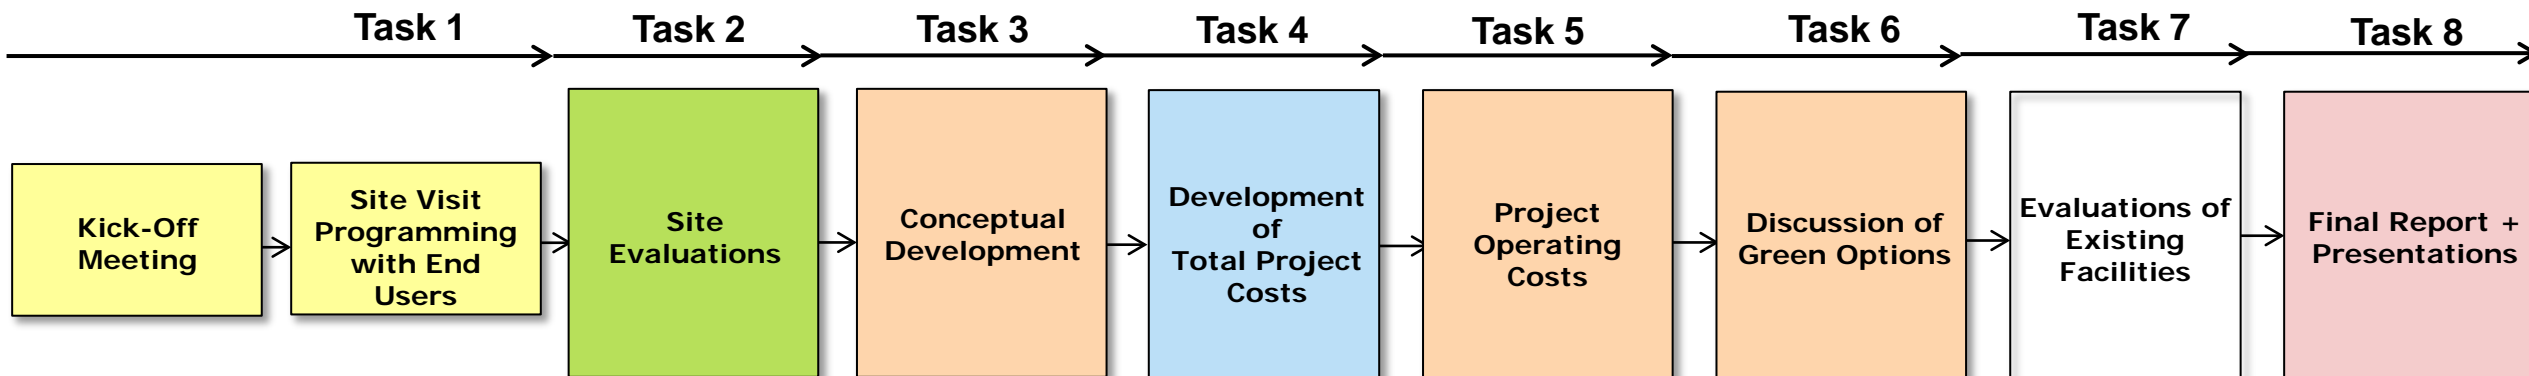 Task 1
Task 2
Task 3
Task 4
Task 5
Task 6
Task 7
Task 8
Kick-Off
Meeting
Site Visit
Programming
with End
Users
Site
Evaluations
Conceptual
Development
Development
of
Total Project
Costs
Project
Operating
Costs
Discussion of
Green Options
Evaluations of
Existing
Facilities
Final Report +
Presentations